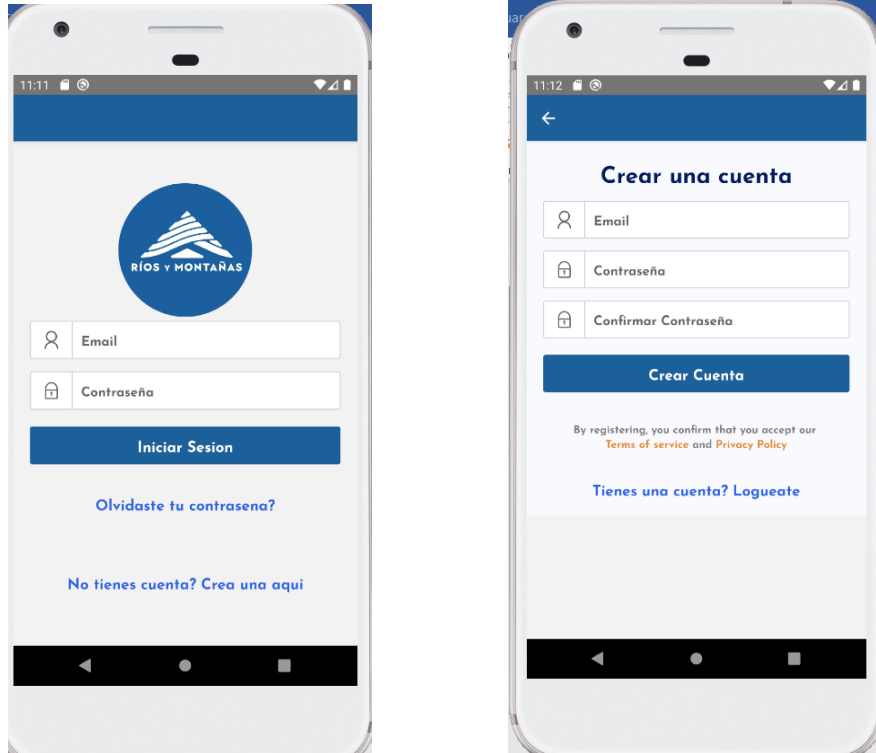 11:11
RÍOS Y MONTAÑAS
Email
Contraseña
Iniciar Sesion
Olvidaste tu contrasena?
No tienes cuenta? Crea una aqui
11:12
Crear una cuenta
Email
Contraseña
Confirmar Contraseña
Crear Cuenta
By registering, you confirm that you accept our
Terms of service and Privacy Policy
Tienes una cuenta? Logueate